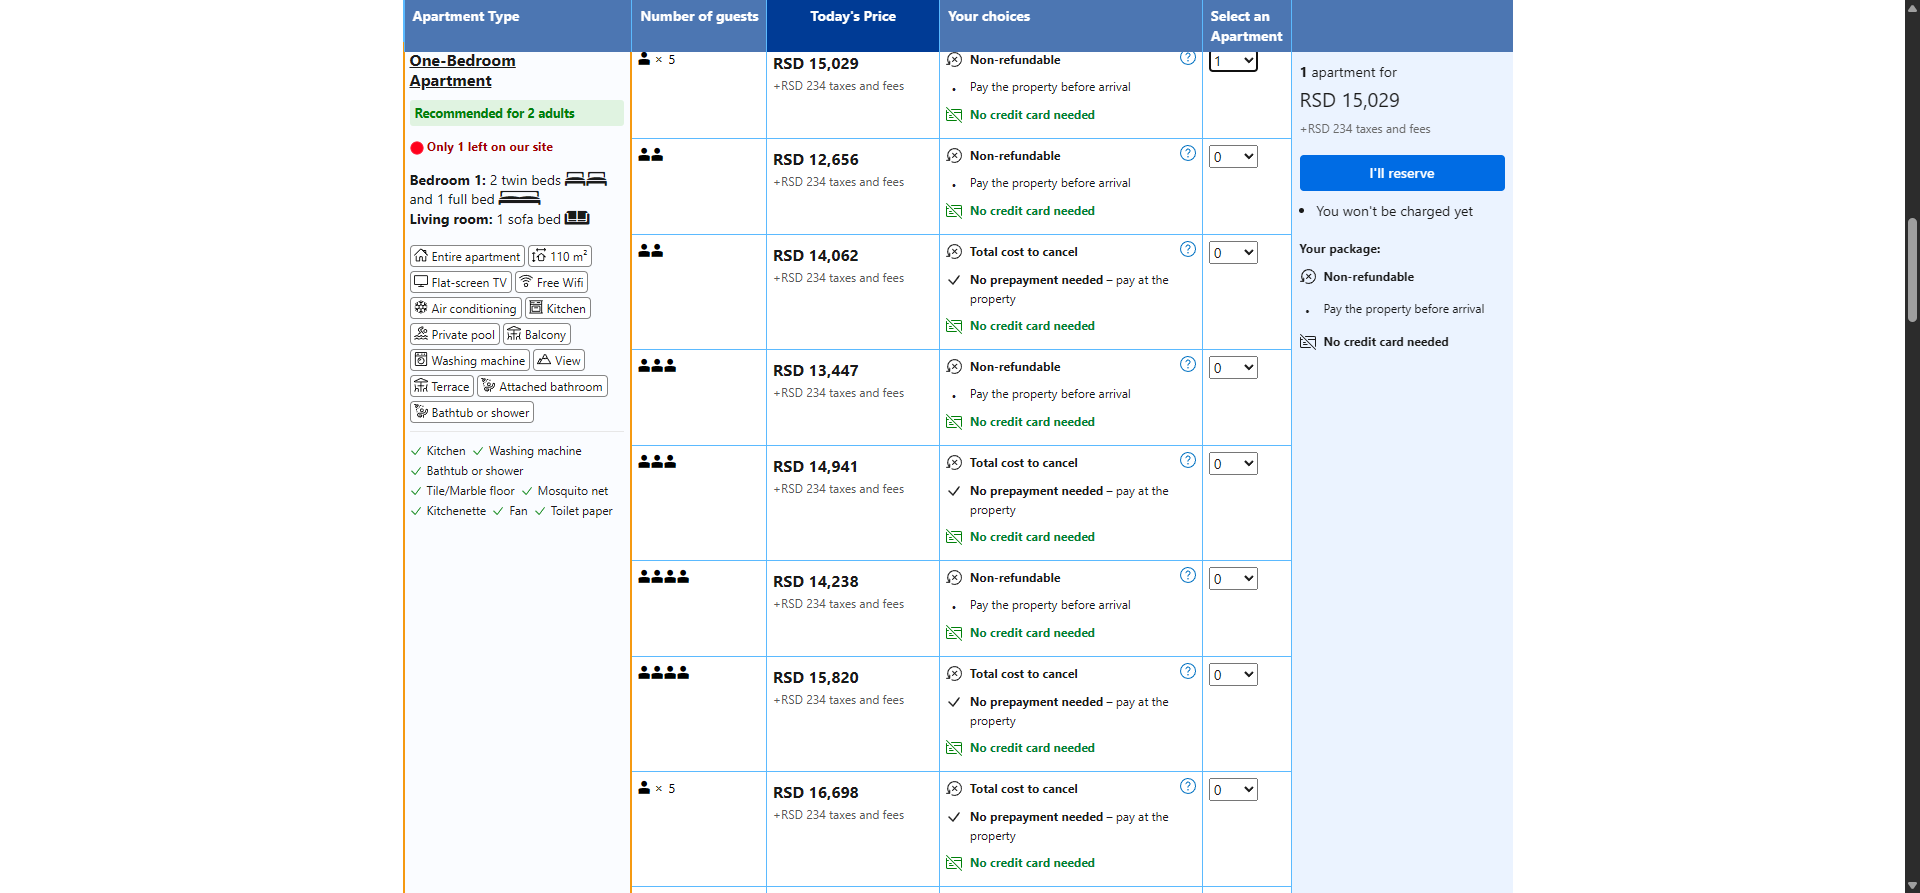 Apartment Type
Number of guests
Today's Price
Your choices
Select an
Apartment
One-Bedroom
Apartment
Recommended for 2 adults
Only 1 left on our site
Bedroom 1: 2 twin beds
and 1 full bed
Living room: 1 sofa bed
Entire apartment
110 m²
Flat-screen TV
Free Wifi
Air conditioning
Kitchen
Private pool
Balcony
Washing machine
View
Terrace
Attached bathroom
Bathtub or shower
Kitchen
Washing machine
Bathtub or shower
Tile/Marble floor
Mosquito net
Kitchenette
Fan
Toilet paper
× 5
RSD 15,029
+RSD 234 taxes and fees
Non-refundable
Pay the property before arrival
No credit card needed
1
RSD 12,656
+RSD 234 taxes and fees
Non-refundable
Pay the property before arrival
No credit card needed
0
RSD 14,062
+RSD 234 taxes and fees
Total cost to cancel
No prepayment needed – pay at the
property
No credit card needed
0
RSD 13,447
+RSD 234 taxes and fees
Non-refundable
Pay the property before arrival
No credit card needed
0
RSD 14,941
+RSD 234 taxes and fees
Total cost to cancel
No prepayment needed – pay at the
property
No credit card needed
0
RSD 14,238
+RSD 234 taxes and fees
Non-refundable
Pay the property before arrival
No credit card needed
0
RSD 15,820
+RSD 234 taxes and fees
Total cost to cancel
No prepayment needed – pay at the
property
No credit card needed
0
× 5
RSD 16,698
+RSD 234 taxes and fees
Total cost to cancel
No prepayment needed – pay at the
property
No credit card needed
0
1 apartment for
RSD 15,029
+RSD 234 taxes and fees
I'll reserve
You won't be charged yet
Your package:
Non-refundable
Pay the property before arrival
No credit card needed